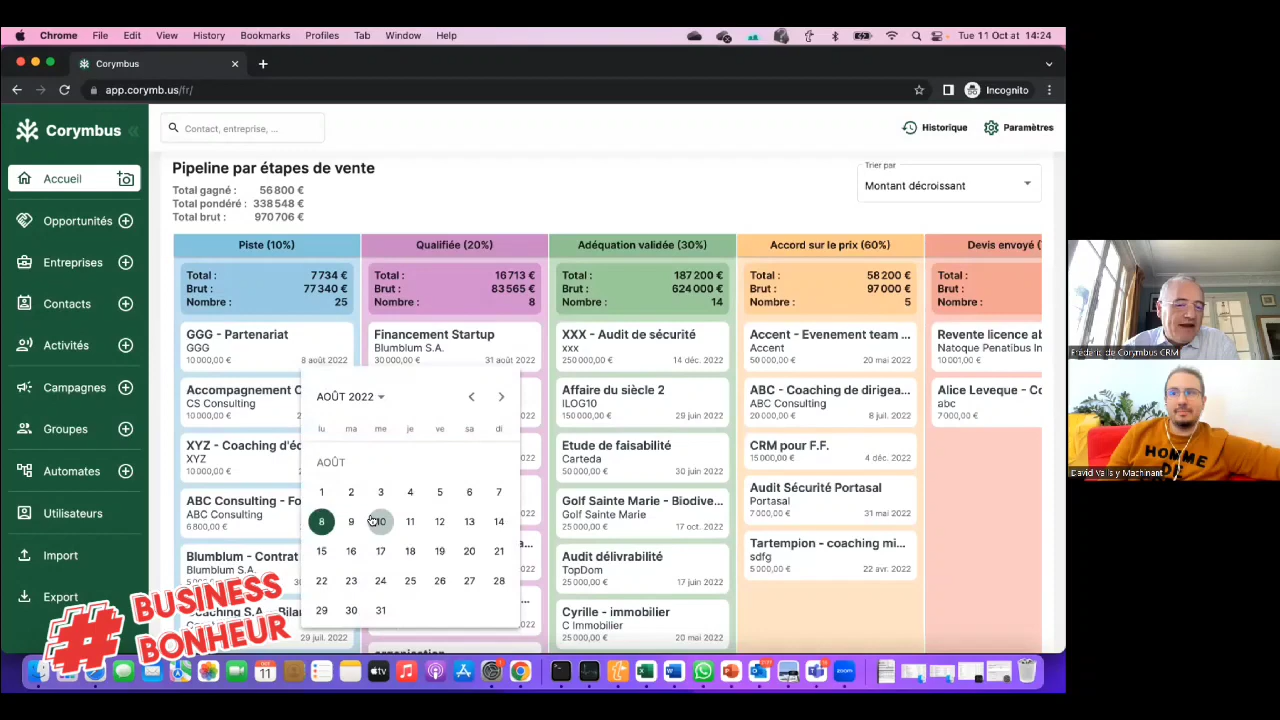 Chrome File Edit View History Bookmarks Profiles Tab Window Help
Tue 11 Oct at 14:24
Corymbus
app.corymb.us/fr/
Incognito
Corymbus
Contact, entreprise, ...
Historique
Paramètres
Accueil
Opportunités
Entreprises
Contacts
Activités
Campagnes
Groupes
Automates
Utilisateurs
Import
Export
Pipeline par étapes de vente
Total gagné : 56 800 €
Total pondéré : 338 548 €
Total brut : 970 706 €
Trier par
Montant décroissant
Piste (10%)
Total : 7734 €
Brut : 77 340 €
Nombre : 25
GGG - Partenariat
GGG
10 000,00 € 8 août 2022
Accompagnement C
CS Consulting
10 000,00 €
XYZ - Coaching d'éc
XYZ
10 000,00 €
ABC Consulting - Fo
ABC Consulting
6 800,00 €
Blumblum - Contrat
Blumblum S.A.
Coaching S.A. - Bilan
29 juil. 2022
Qualifiée (20%)
Total : 16 713 €
Brut : 83 565 €
Nombre : 8
Financement Startup
Blumblum S.A.
30 000,00 € 31 août 2022
AOÛT 2022
lu ma me je ve sa di
AOÛT
1 2 3 4 5 6 7
8 9 10 11 12 13 14
15 16 17 18 19 20 21
22 23 24 25 26 27 28
29 30 31
Adéquation validée (30%)
Total : 187 200 €
Brut : 624 000 €
Nombre : 14
XXX - Audit de sécurité
xxx
250 000,00 € 14 déc. 2022
Affaire du siècle 2
ILOG10
150 000,00 € 29 juin 2022
Etude de faisabilité
Carteda
50 000,00 € 30 juin 2022
Golf Sainte Marie - Biodive...
Golf Sainte Marie
25 000,00 € 17 oct. 2022
Audit délivrabilité
TopDom
25 000,00 € 17 juin 2022
Cyrille - immobilier
C Immobilier
25 000,00 € 20 mai 2022
Accord sur le prix (60%)
Total : 58 200 €
Brut : 97 000 €
Nombre : 5
Accent - Evenement team ...
Accent
50 000,00 € 20 mai 2022
ABC - Coaching de dirigea...
ABC Consulting
20 000,00 € 8 juil. 2022
CRM pour F.F.
15 000,00 € 4 déc. 2022
Audit Sécurité Portasal
Portasal
7 000,00 € 31 mai 2022
Tartempion - coaching mi...
sdfg
5 000,00 € 22 avr. 2022
Devis envoyé (
Total :
Brut :
Nombre :
Revente licence ab
Natoque Penatibus In
10 001,00 €
Alice Leveque - Co
abc
7 000,00 €
Frédéric de Corymbus CRM
HOMME
David Valls y Machinant
# BUSINESS
BONHEUR